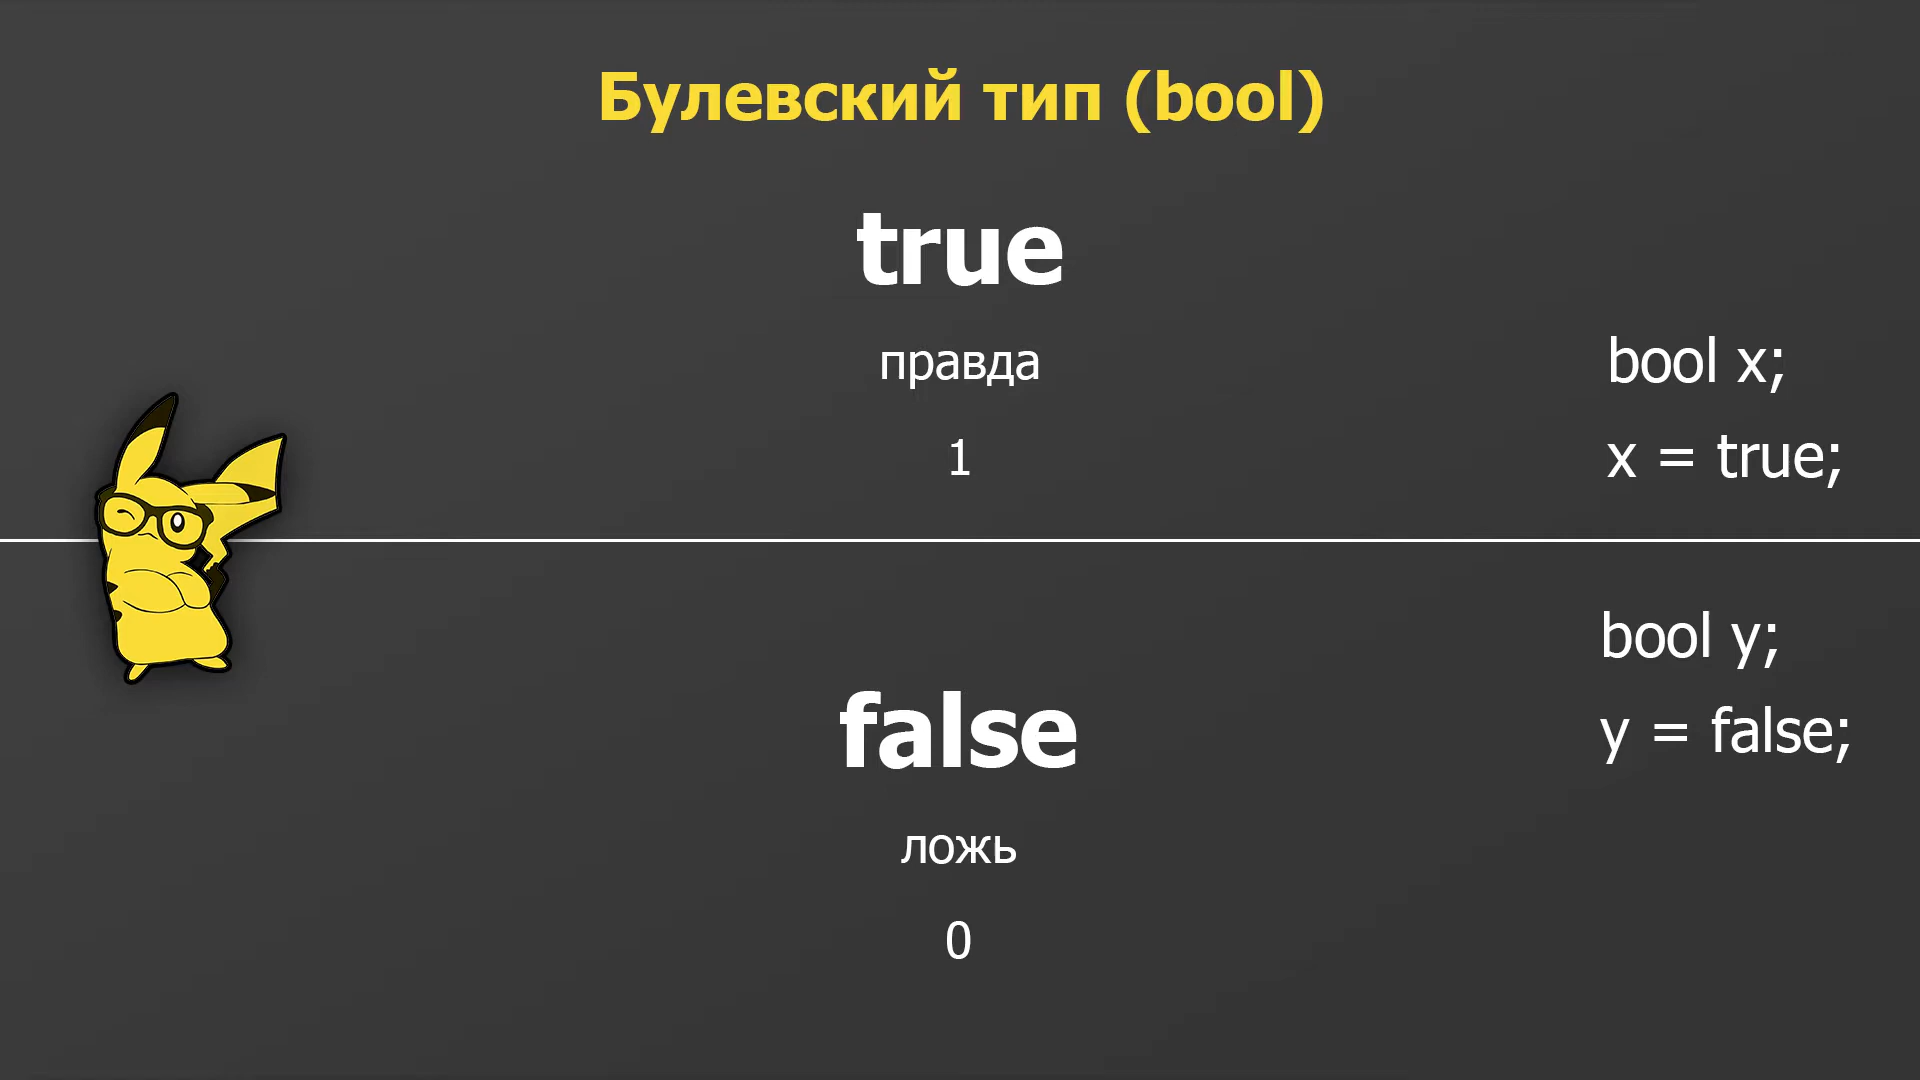 Булевский тип (bool)
true
правда
1
bool x;
x = true;
false
ложь
0
bool y;
y = false;